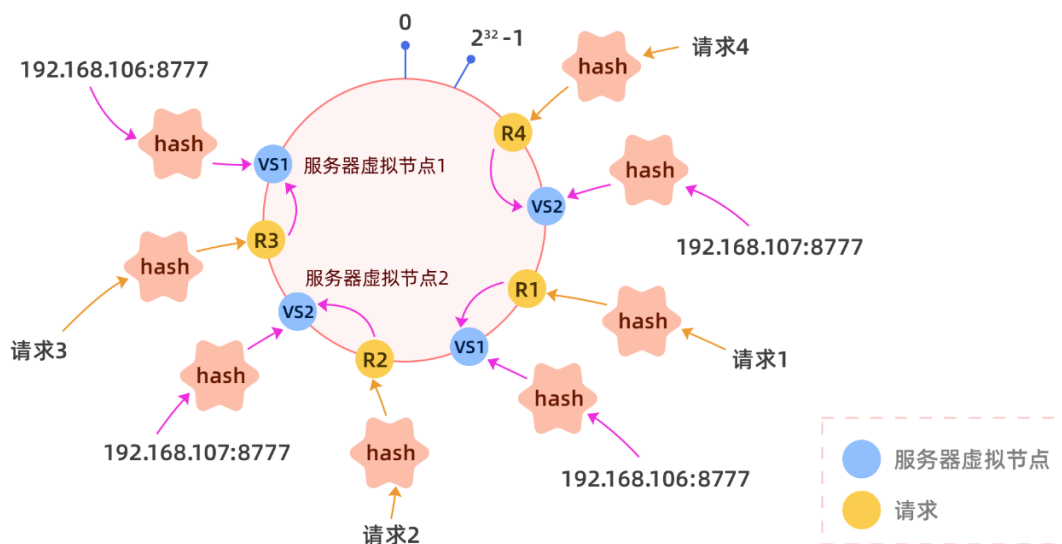 0
2³²-1
请求4
hash
192.168.106:8777
hash
R4
VS1
服务器虚拟节点1
hash
VS2
192.168.107:8777
R3
hash
服务器虚拟节点2
R1
VS2
hash
请求3
VS1
请求1
R2
hash
hash
192.168.107:8777
hash
192.168.106:8777
请求2
服务器虚拟节点
请求